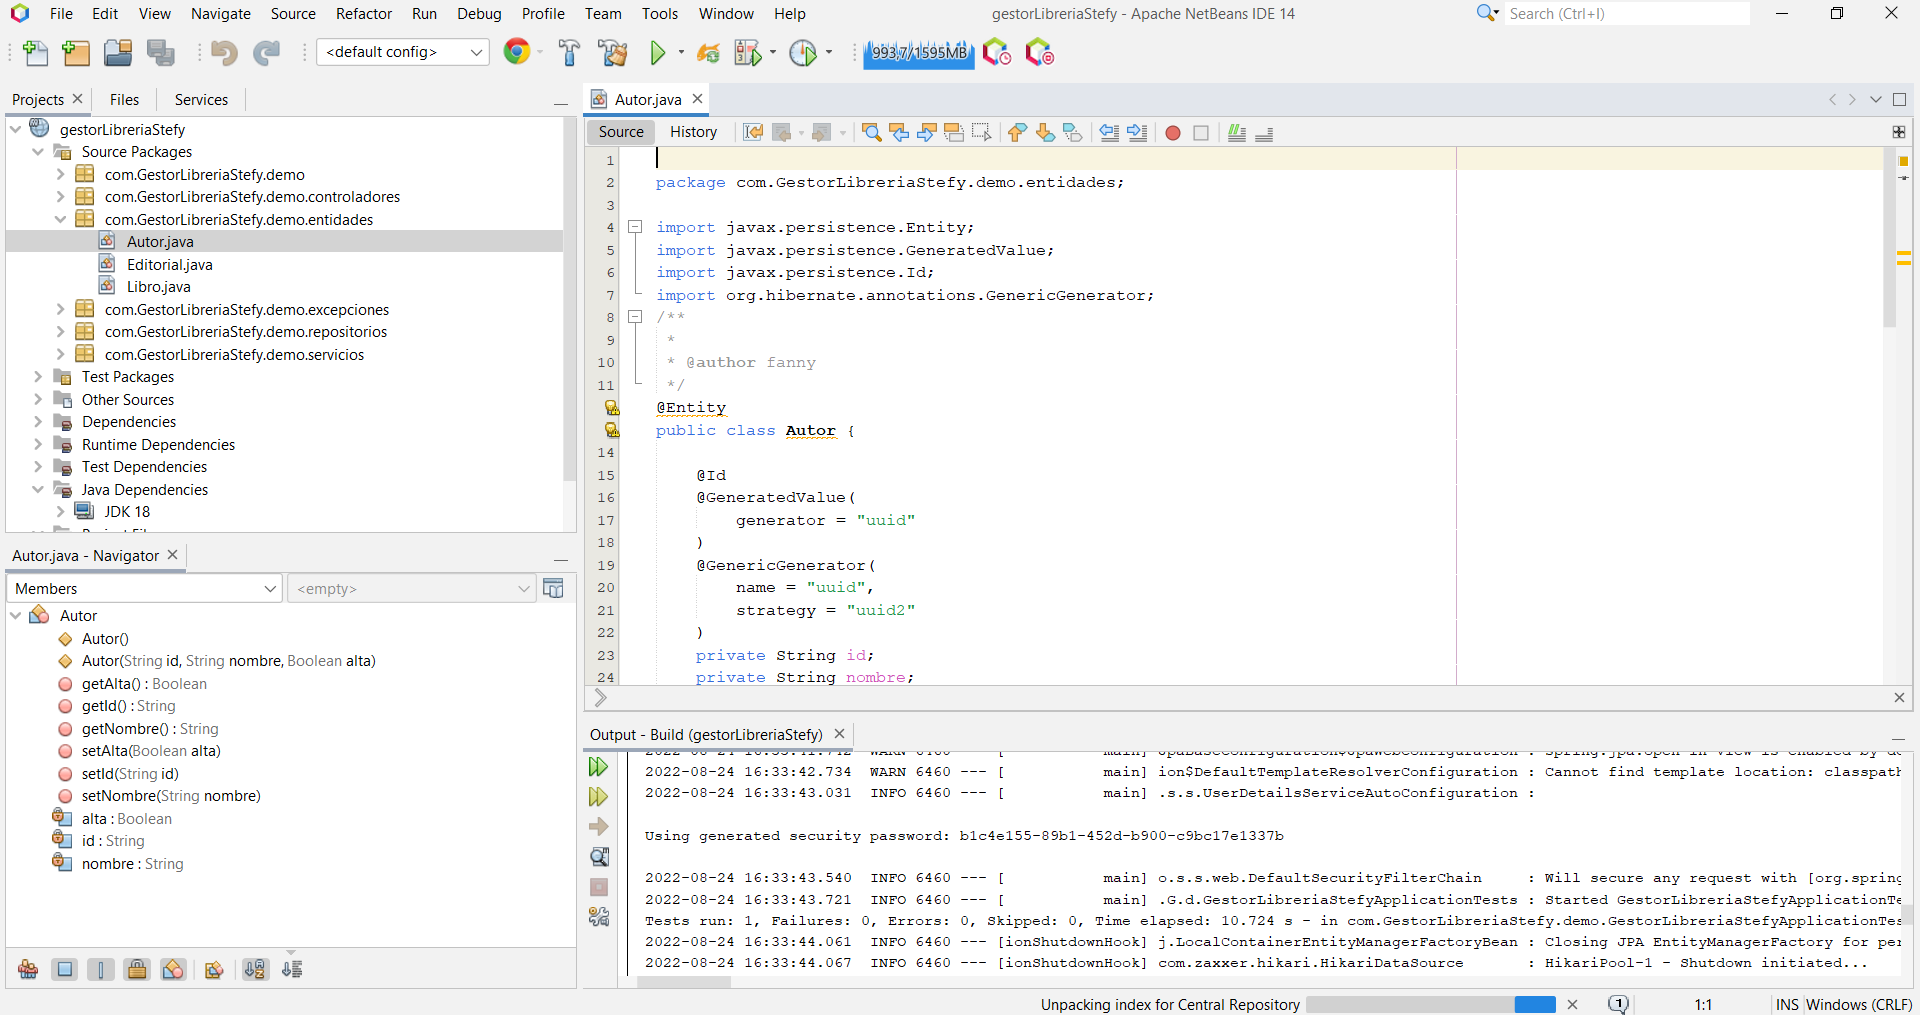 File Edit View Navigate Source Refactor Run Debug Profile Team Tools Window Help
gestorLibreriaStefy - Apache NetBeans IDE 14
Search (Ctrl+I)
<default config>
993,7/1595MB
Projects
Files
Services
gestorLibreriaStefy
Source Packages
com.GestorLibreriaStefy.demo
com.GestorLibreriaStefy.demo.controladores
com.GestorLibreriaStefy.demo.entidades
Autor.java
Editorial.java
Libro.java
com.GestorLibreriaStefy.demo.excepciones
com.GestorLibreriaStefy.demo.repositorios
com.GestorLibreriaStefy.demo.servicios
Test Packages
Other Sources
Dependencies
Runtime Dependencies
Test Dependencies
Java Dependencies
JDK 18
Autor.java - Navigator
Members
<empty>
Autor
Autor()
Autor(String id, String nombre, Boolean alta)
getAlta() : Boolean
getId() : String
getNombre() : String
setAlta(Boolean alta)
setId(String id)
setNombre(String nombre)
alta : Boolean
id : String
nombre : String
Autor.java
Source History
1
2 package com.GestorLibreriaStefy.demo.entidades;
3
4 import javax.persistence.Entity;
5 import javax.persistence.GeneratedValue;
6 import javax.persistence.Id;
7 import org.hibernate.annotations.GenericGenerator;
8 /**
9 *
10 * @author fanny
11 */
@Entity
public class Autor {
14
15 @Id
16 @GeneratedValue(
17 generator = "uuid"
18 )
19 @GenericGenerator(
20 name = "uuid",
21 strategy = "uuid2"
22 )
23 private String id;
24 private String nombre;
Output - Build (gestorLibreriaStefy)
2022-08-24 16:33:42.734 WARN 6460 --- [ main] ion$DefaultTemplateResolverConfiguration : Cannot find template location: classpath
2022-08-24 16:33:43.031 INFO 6460 --- [ main] .s.s.UserDetailsServiceAutoConfiguration :
Using generated security password: b1c4e155-89b1-452d-b900-c9bc17e1337b
2022-08-24 16:33:43.540 INFO 6460 --- [ main] o.s.s.web.DefaultSecurityFilterChain : Will secure any request with [org.spring
2022-08-24 16:33:43.721 INFO 6460 --- [ main] .G.d.GestorLibreriaStefyApplicationTests : Started GestorLibreriaStefyApplicationTe
Tests run: 1, Failures: 0, Errors: 0, Skipped: 0, Time elapsed: 10.724 s - in com.GestorLibreriaStefy.demo.GestorLibreriaStefyApplicationTes
2022-08-24 16:33:44.061 INFO 6460 --- [ionShutdownHook] j.LocalContainerEntityManagerFactoryBean : Closing JPA EntityManagerFactory for per
2022-08-24 16:33:44.067 INFO 6460 --- [ionShutdownHook] com.zaxxer.hikari.HikariDataSource : HikariPool-1 - Shutdown initiated...
Unpacking index for Central Repository
1
1:1
INS
Windows (CRLF)